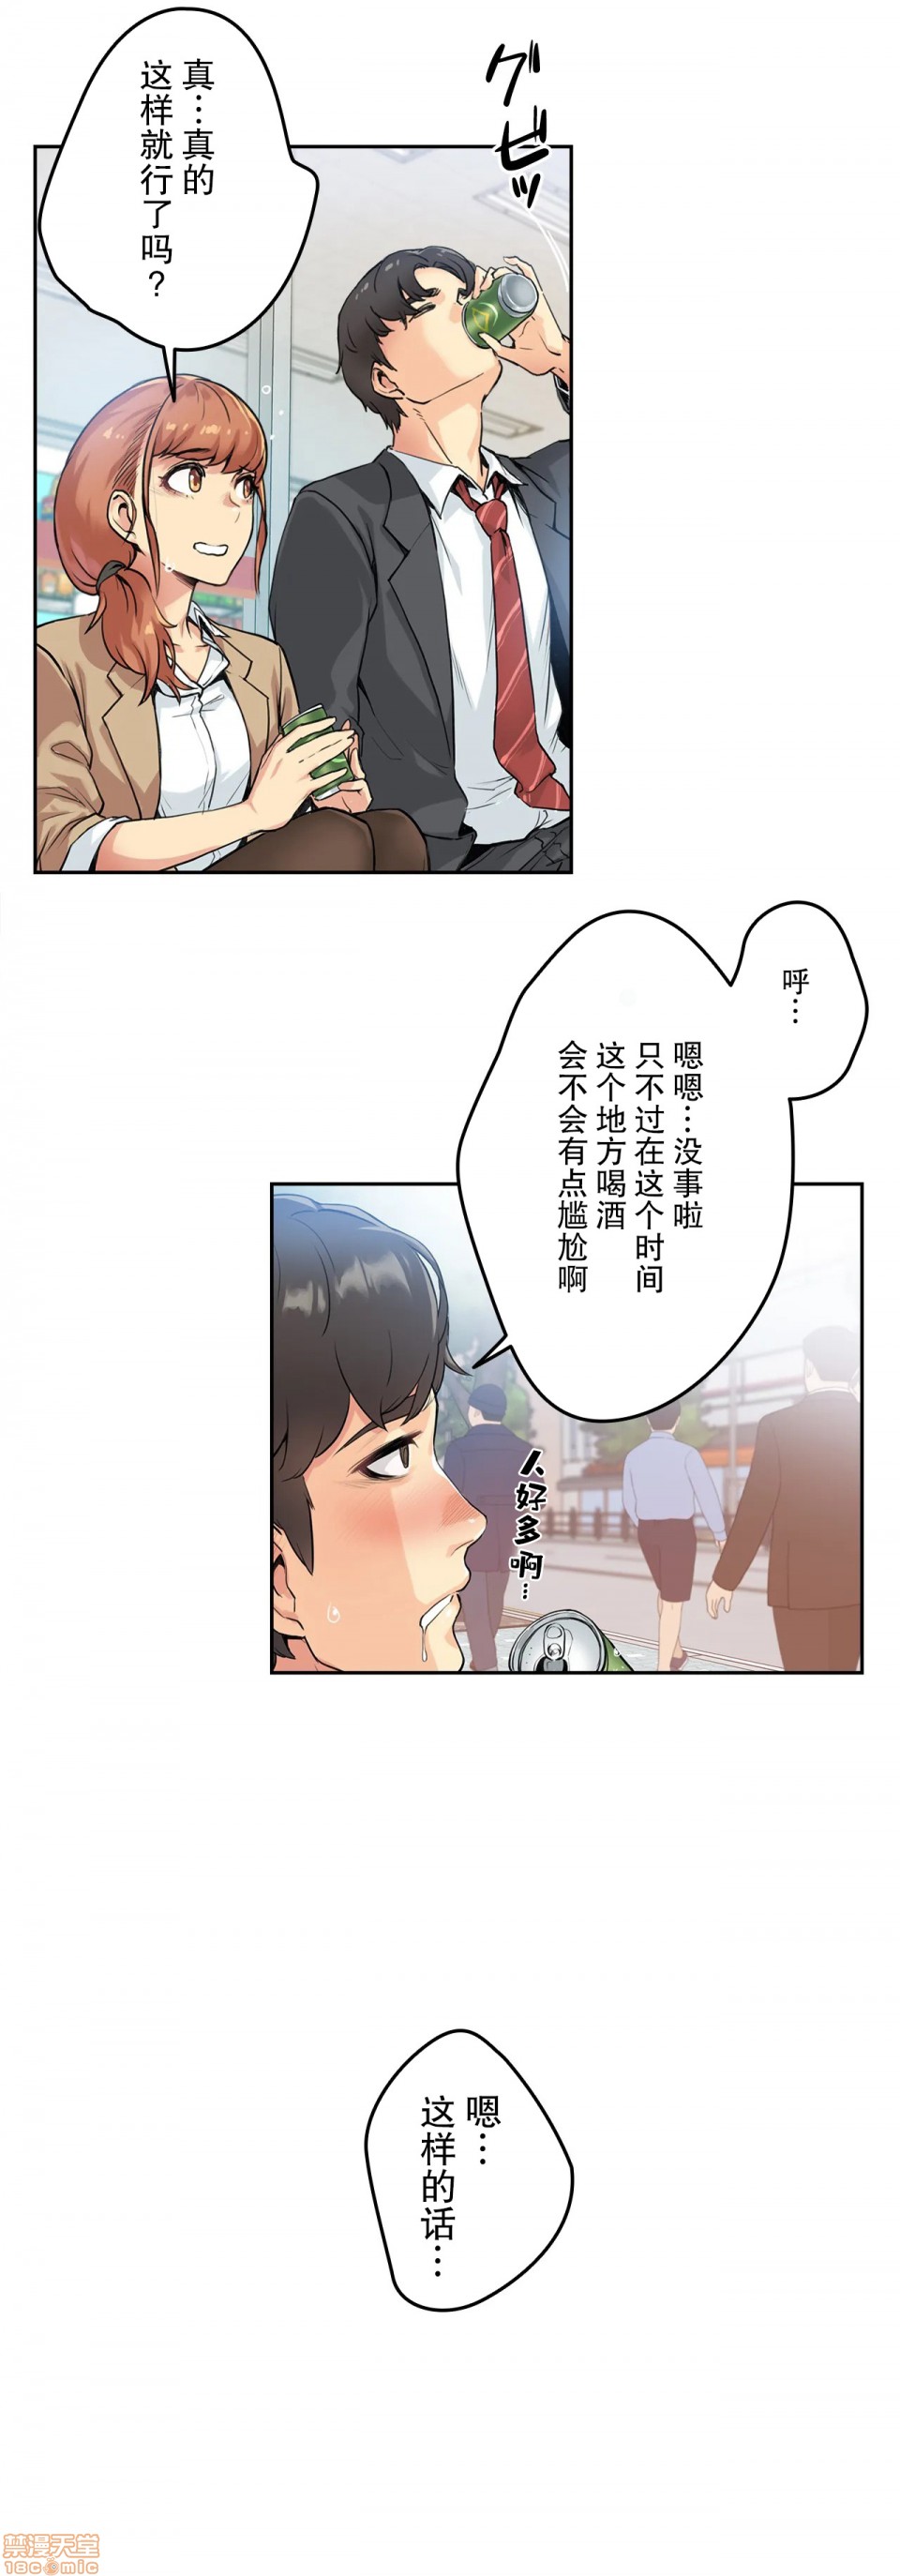 グビッ
真…真的
这样就行了吗？
呼…
嗯嗯…没事啦
只不过在这个时间
这个地方喝酒
会不会有点尴尬啊
人好多啊…
嗯…
这样的话…
禁漫天堂
18comic